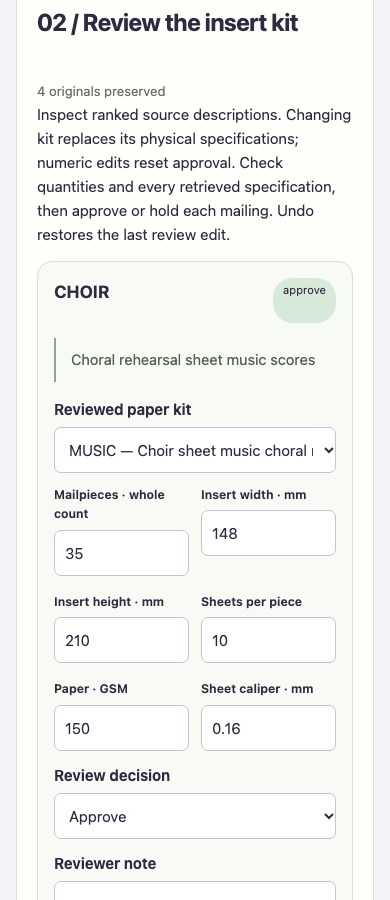 02 / Review the insert kit
4 originals preserved
Inspect ranked source descriptions. Changing
kit replaces its physical specifications;
numeric edits reset approval. Check
quantities and every retrieved specification,
then approve or hold each mailing. Undo
restores the last review edit.
CHOIR
approve
Choral rehearsal sheet music scores
Reviewed paper kit
MUSIC — Choir sheet music choral
Mailpieces · whole
count
Insert width · mm
35
148
Insert height · mm
Sheets per piece
210
10
Paper · GSM
Sheet caliper · mm
150
0.16
Review decision
Approve
Reviewer note